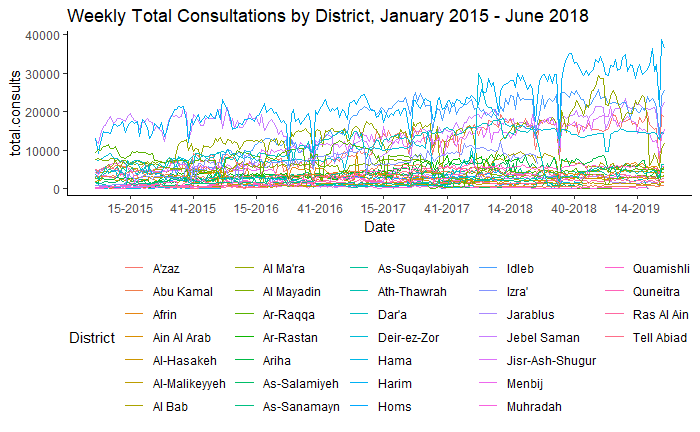 Weekly Total Consultations by District, January 2015 - June 2018
total.consults
40000
30000
20000
10000
0
15-2015 41-2015 15-2016 41-2016 15-2017 41-2017 14-2018 40-2018 14-2019
Date
District
A'zaz Al Ma'ra As-Suqaylabiyah Idleb Quamishli
Abu Kamal Al Mayadin Ath-Thawrah Izra' Quneitra
Afrin Ar-Raqqa Dar'a Jarablus Ras Al Ain
Ain Al Arab Ar-Rastan Deir-ez-Zor Jebel Saman Tell Abiad
Al-Hasakeh Ariha Hama Jisr-Ash-Shugur
Al-Malikeyyeh As-Salamiyeh Harim Menbij
Al Bab As-Sanamayn Homs Muhradah